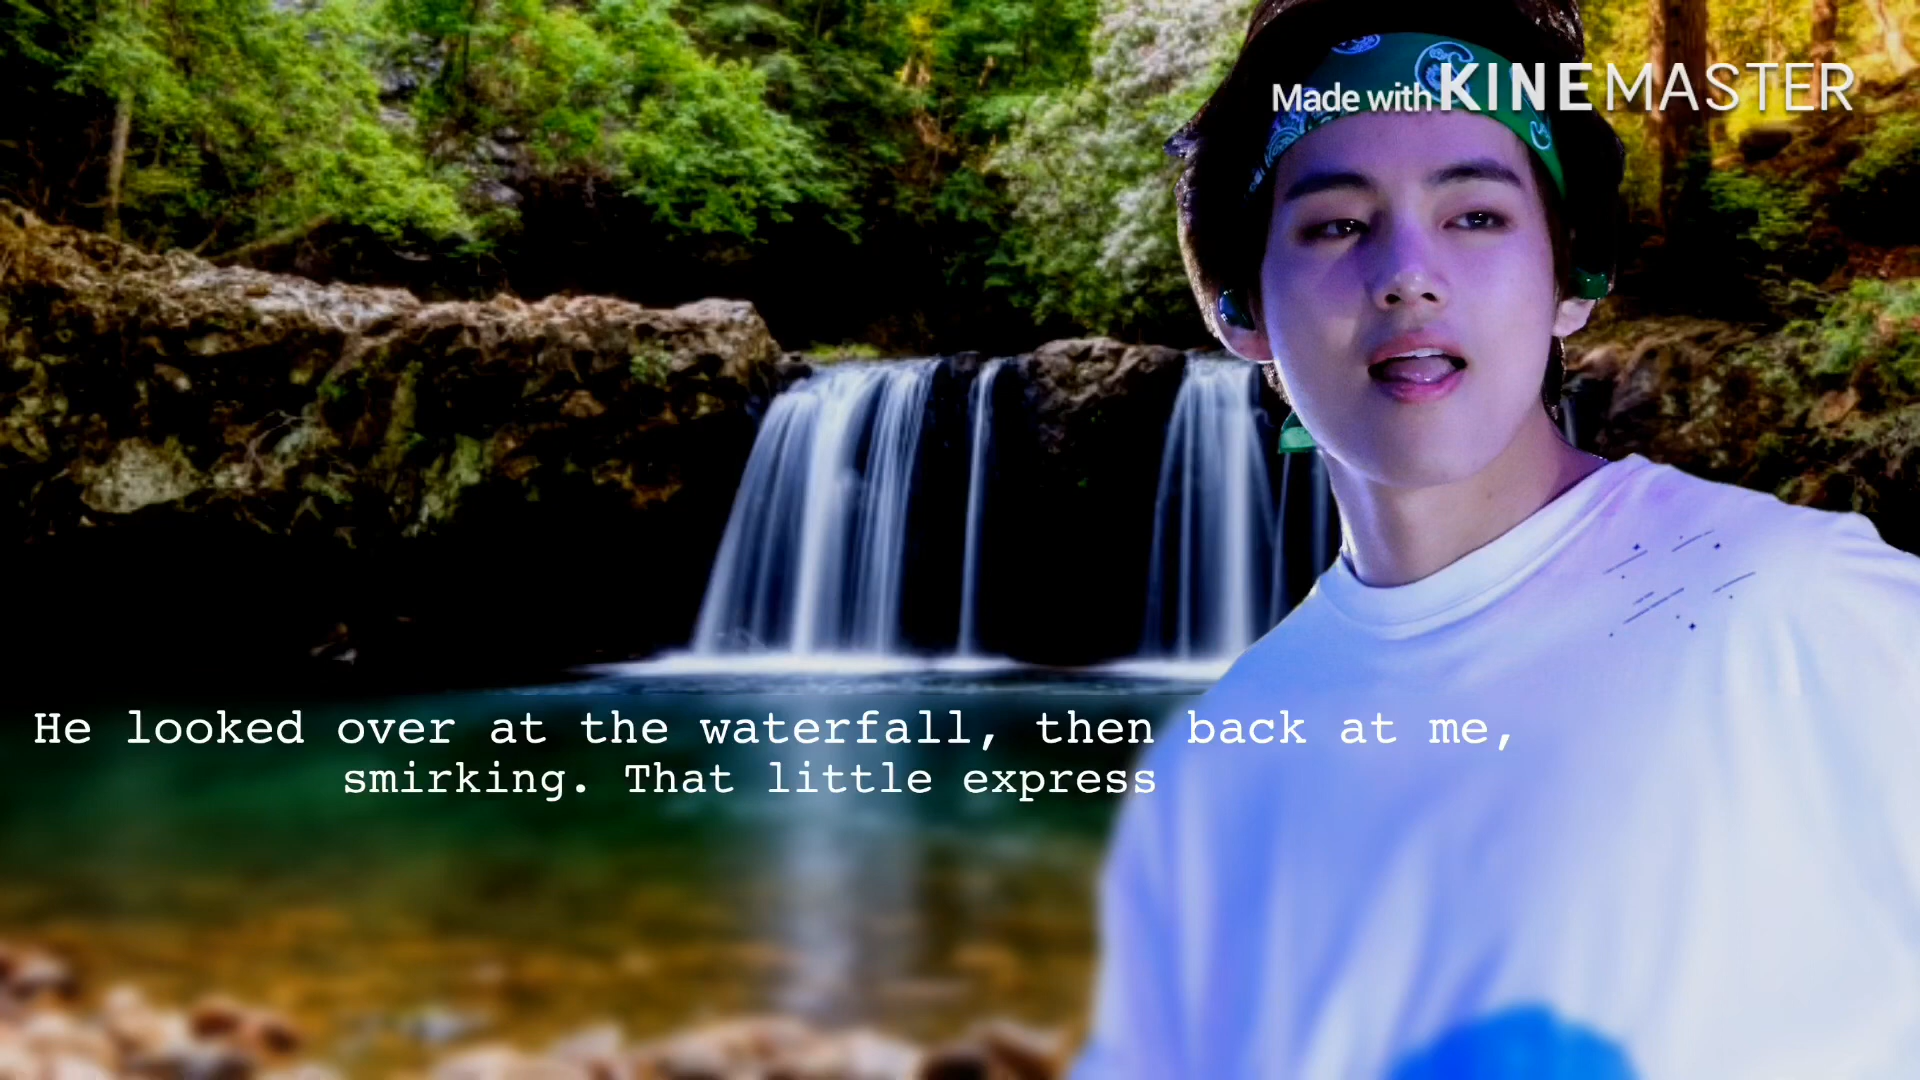 Made with KINEMASTER
He looked over at the waterfall, then back at me,
smirking. That little express